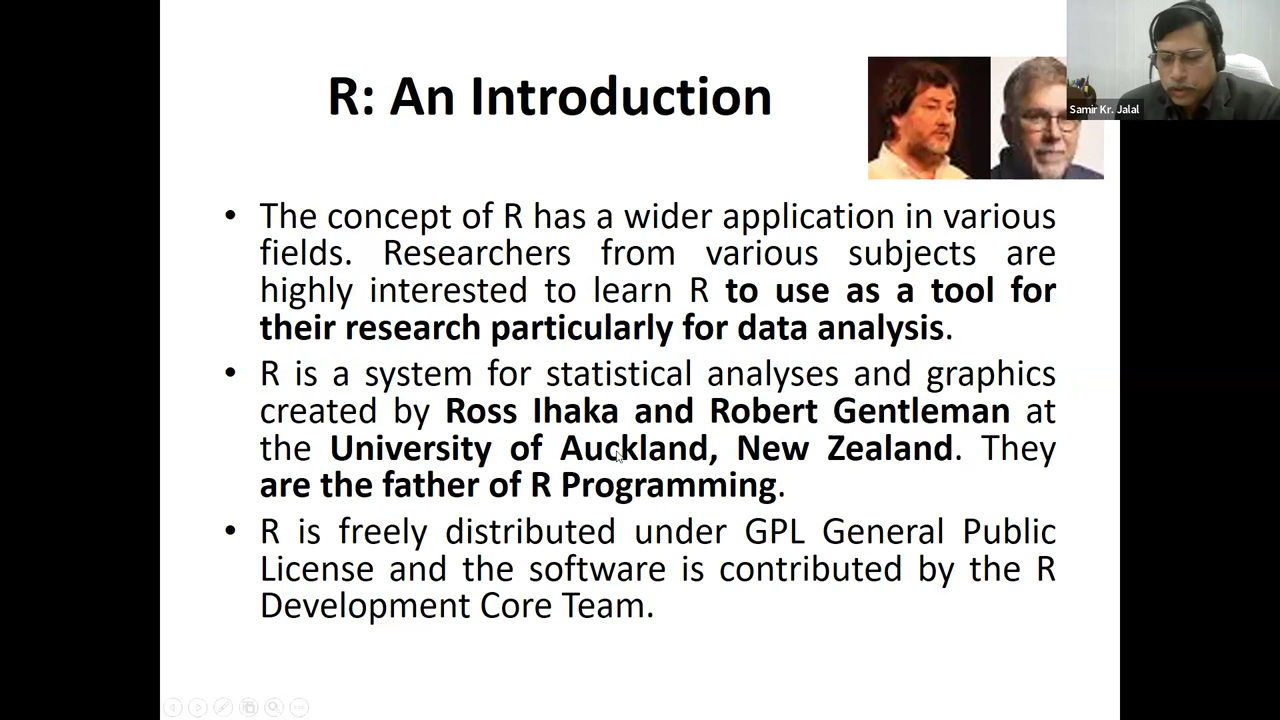 R: An Introduction
Samir Kr. Jalal
• The concept of R has a wider application in various
fields. Researchers from various subjects are
highly interested to learn R to use as a tool for
their research particularly for data analysis.
• R is a system for statistical analyses and graphics
created by Ross Ihaka and Robert Gentleman at
the University of Auckland, New Zealand. They
are the father of R Programming.
• R is freely distributed under GPL General Public
License and the software is contributed by the R
Development Core Team.